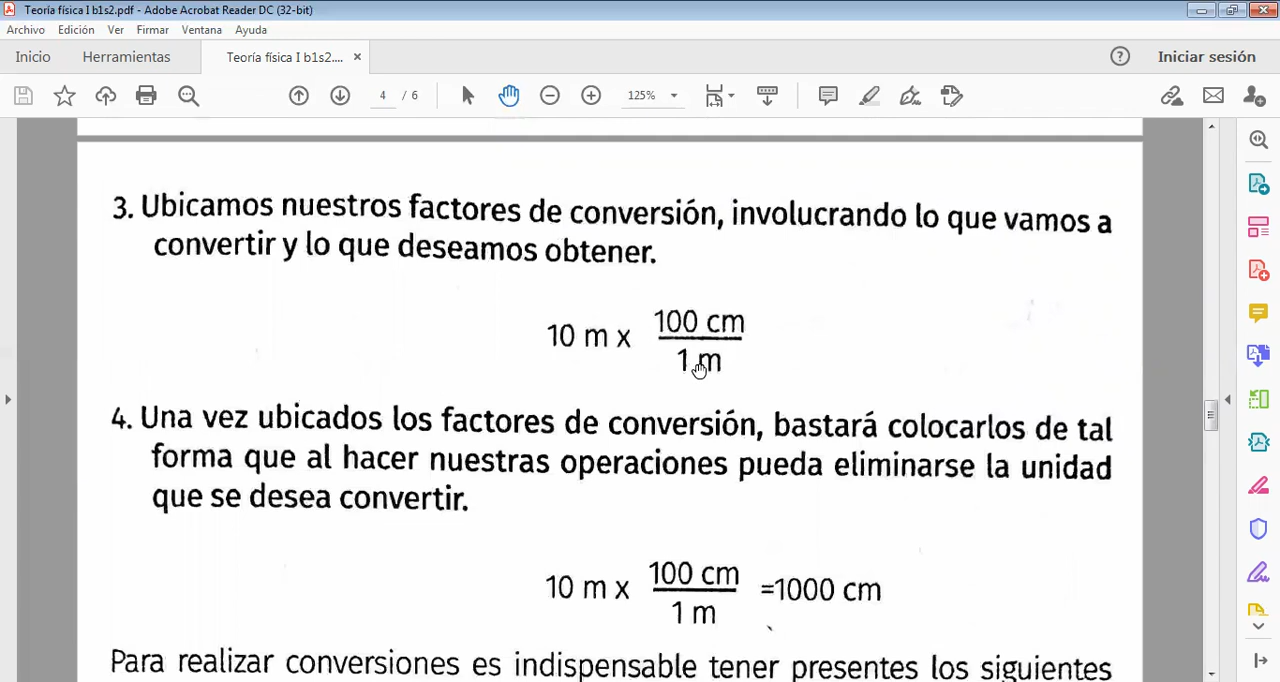 Teoría física I b1s2.pdf - Adobe Acrobat Reader DC (32-bit)
Archivo Edición Ver Firmar Ventana Ayuda
Inicio Herramientas Teoría física I b1s2.... × Iniciar sesión
4 / 6 125%
3. Ubicamos nuestros factores de conversión, involucrando lo que vamos a
convertir y lo que deseamos obtener.
10 m x 100 cm
1 m
4. Una vez ubicados los factores de conversión, bastará colocarlos de tal
forma que al hacer nuestras operaciones pueda eliminarse la unidad
que se desea convertir.
10 m x 100 cm =1000 cm
1 m
Para realizar conversiones es indispensable tener presentes los siguientes